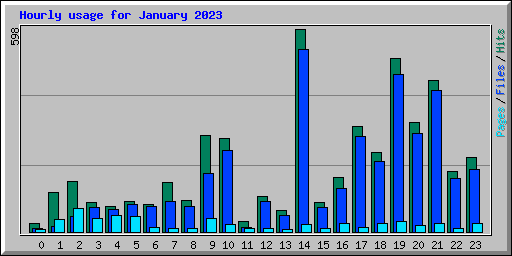 Hourly usage for January 2023
598
Pages / Files / Hits
0 1 2 3 4 5 6 7 8 9 10 11 12 13 14 15 16 17 18 19 20 21 22 23